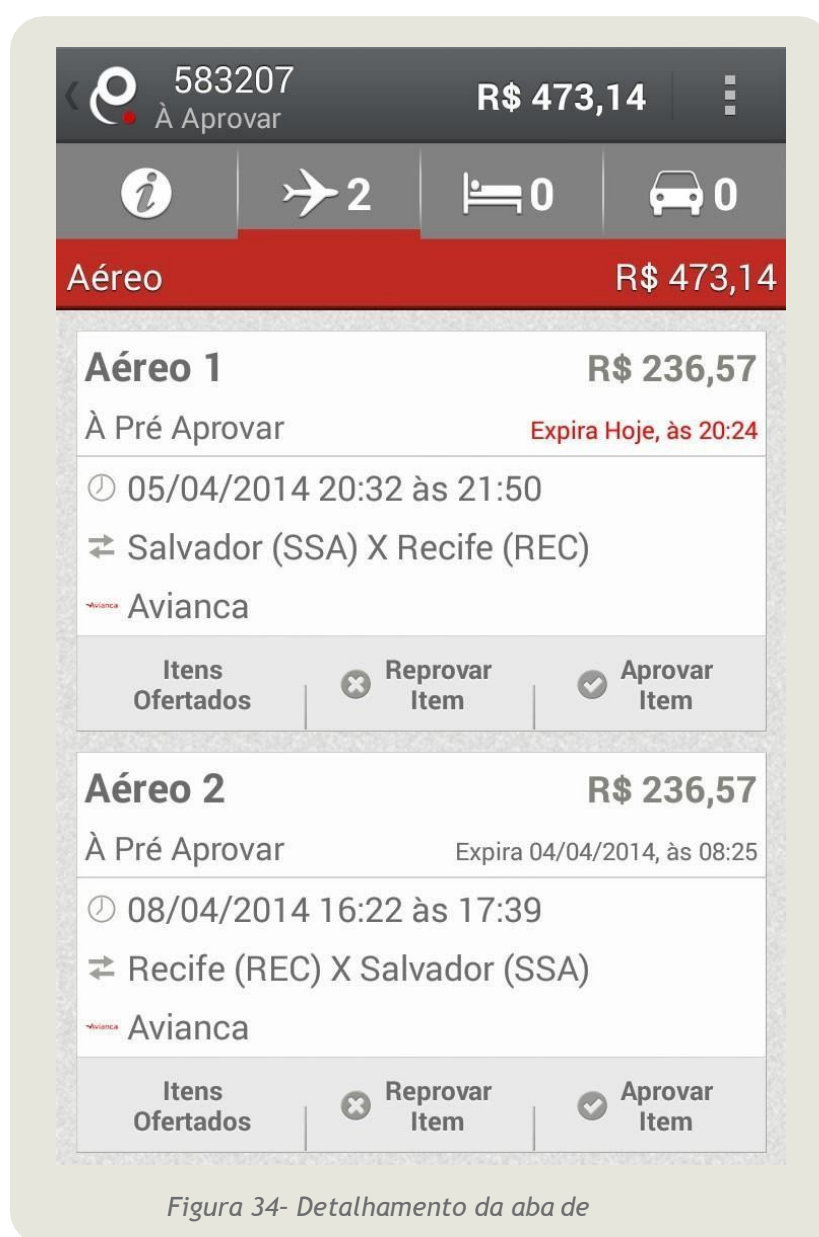 583207
À Aprovar
R$ 473,14
2
0
0
Aéreo R$ 473,14
Aéreo 1 R$ 236,57
À Pré Aprovar Expira Hoje, às 20:24
05/04/2014 20:32 às 21:50
Salvador (SSA) X Recife (REC)
Avianca Avianca
Itens
Ofertados
Reprovar
Item
Aprovar
Item
Aéreo 2 R$ 236,57
À Pré Aprovar Expira 04/04/2014, às 08:25
08/04/2014 16:22 às 17:39
Recife (REC) X Salvador (SSA)
Avianca Avianca
Itens
Ofertados
Reprovar
Item
Aprovar
Item
Figura 34- Detalhamento da aba de